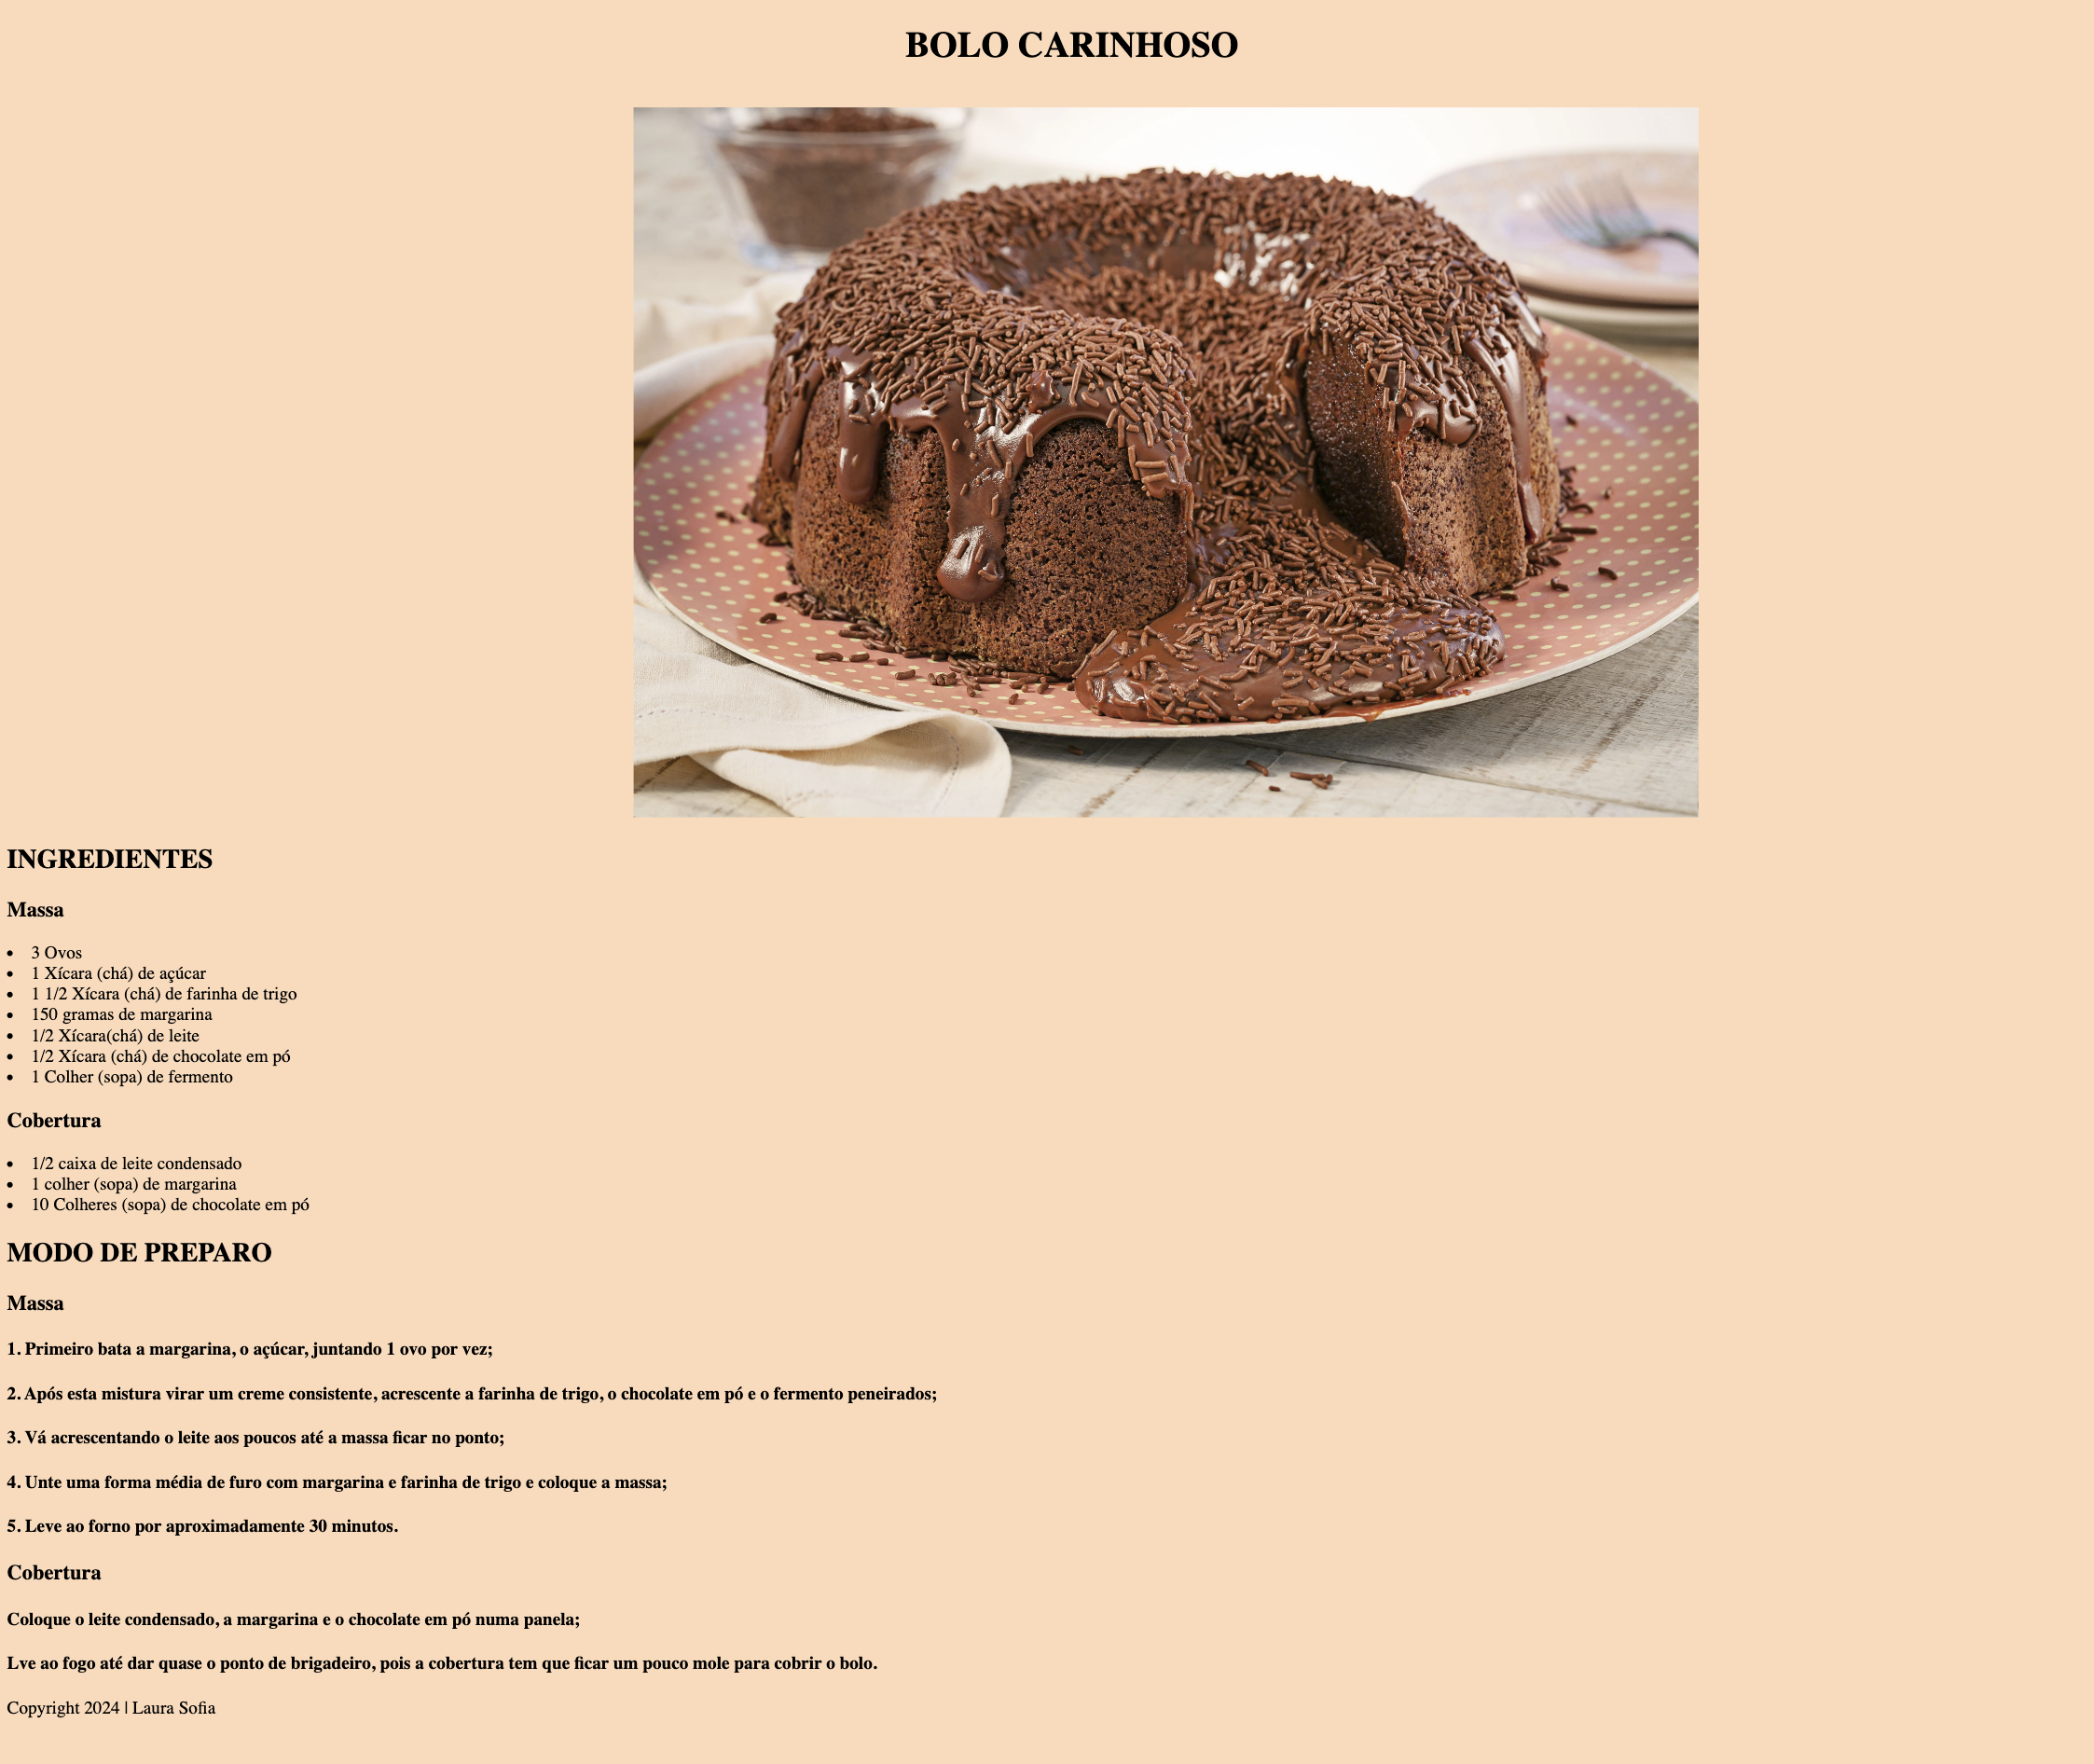 BOLO CARINHOSO
INGREDIENTES
Massa
• 3 Ovos
• 1 Xícara (chá) de açúcar
• 1 1/2 Xícara (chá) de farinha de trigo
• 150 gramas de margarina
• 1/2 Xícara(chá) de leite
• 1/2 Xícara (chá) de chocolate em pó
• 1 Colher (sopa) de fermento
Cobertura
• 1/2 caixa de leite condensado
• 1 colher (sopa) de margarina
• 10 Colheres (sopa) de chocolate em pó
MODO DE PREPARO
Massa
1. Primeiro bata a margarina, o açúcar, juntando 1 ovo por vez;
2. Após esta mistura virar um creme consistente, acrescente a farinha de trigo, o chocolate em pó e o fermento peneirados;
3. Vá acrescentando o leite aos poucos até a massa ficar no ponto;
4. Unte uma forma média de furo com margarina e farinha de trigo e coloque a massa;
5. Leve ao forno por aproximadamente 30 minutos.
Cobertura
Coloque o leite condensado, a margarina e o chocolate em pó numa panela;
Lve ao fogo até dar quase o ponto de brigadeiro, pois a cobertura tem que ficar um pouco mole para cobrir o bolo.
Copyright 2024 | Laura Sofia